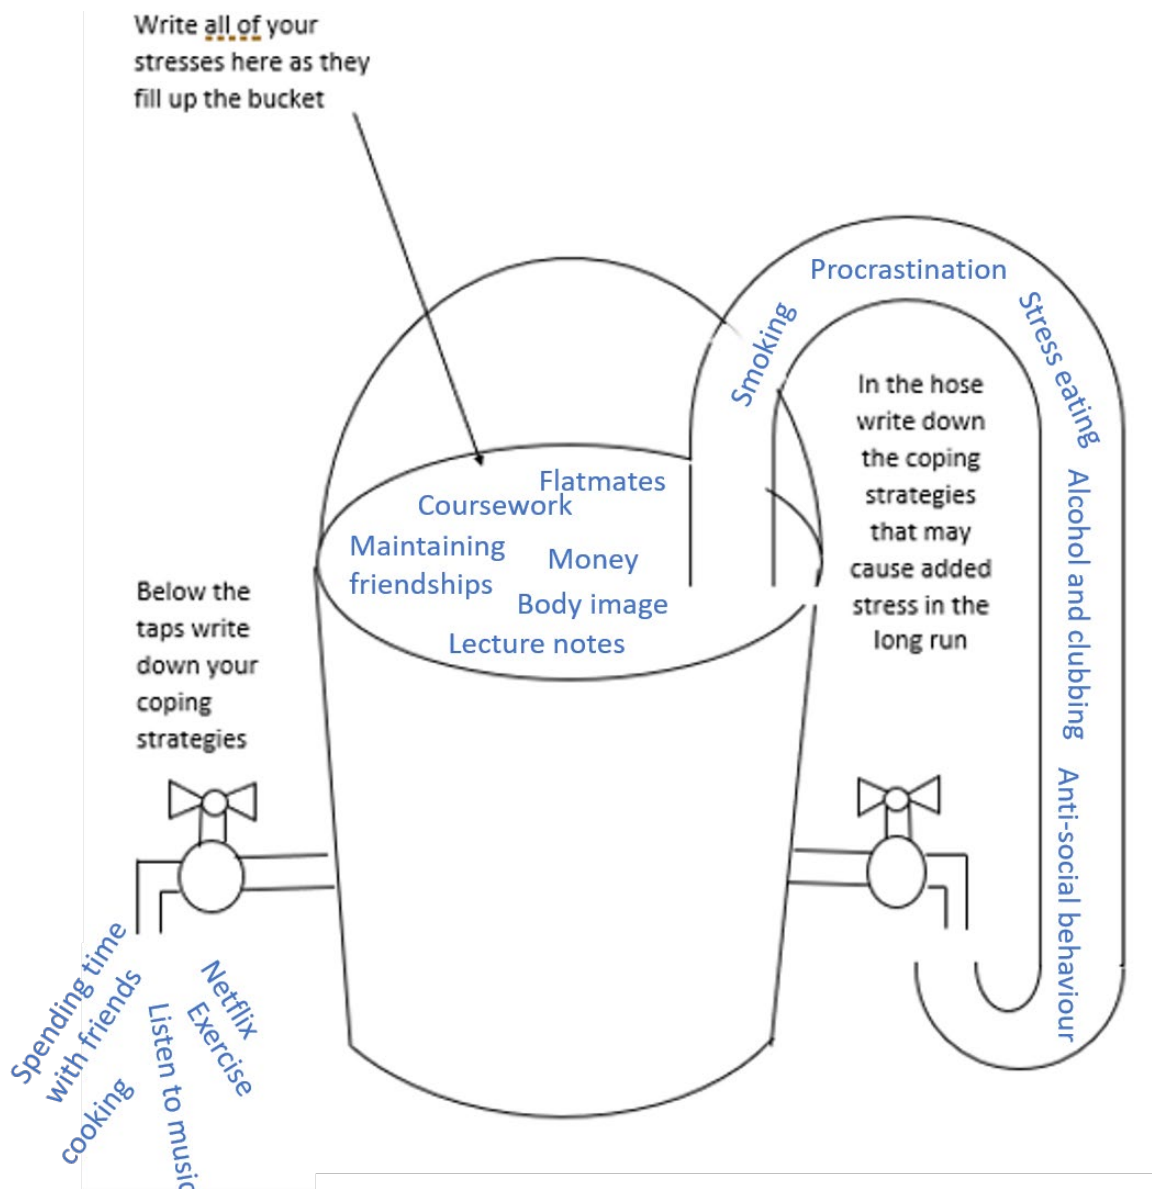 Write all of your
stresses here as they
fill up the bucket
Procrastination
Smoking
Stress eating
In the hose
write down
the coping
strategies
that may
cause added
stress in the
long run
Alcohol and clubbing
Anti-social behaviour
Flatmates
Coursework
Maintaining
friendships
Money
Body image
Lecture notes
Below the
taps write
down your
coping
strategies
Spending time
with friends
Netflix
Exercise
Listen to music
cooking